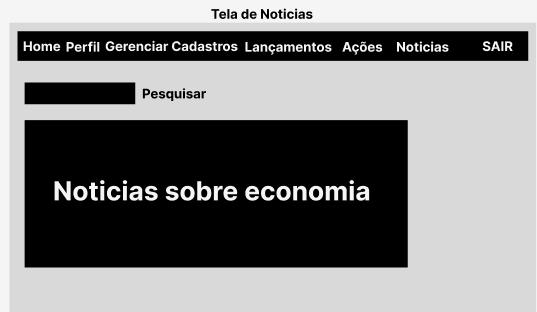 Tela de Noticias
Home Perfil Gerenciar Cadastros Lançamentos Ações Noticias SAIR
Pesquisar
Noticias sobre economia